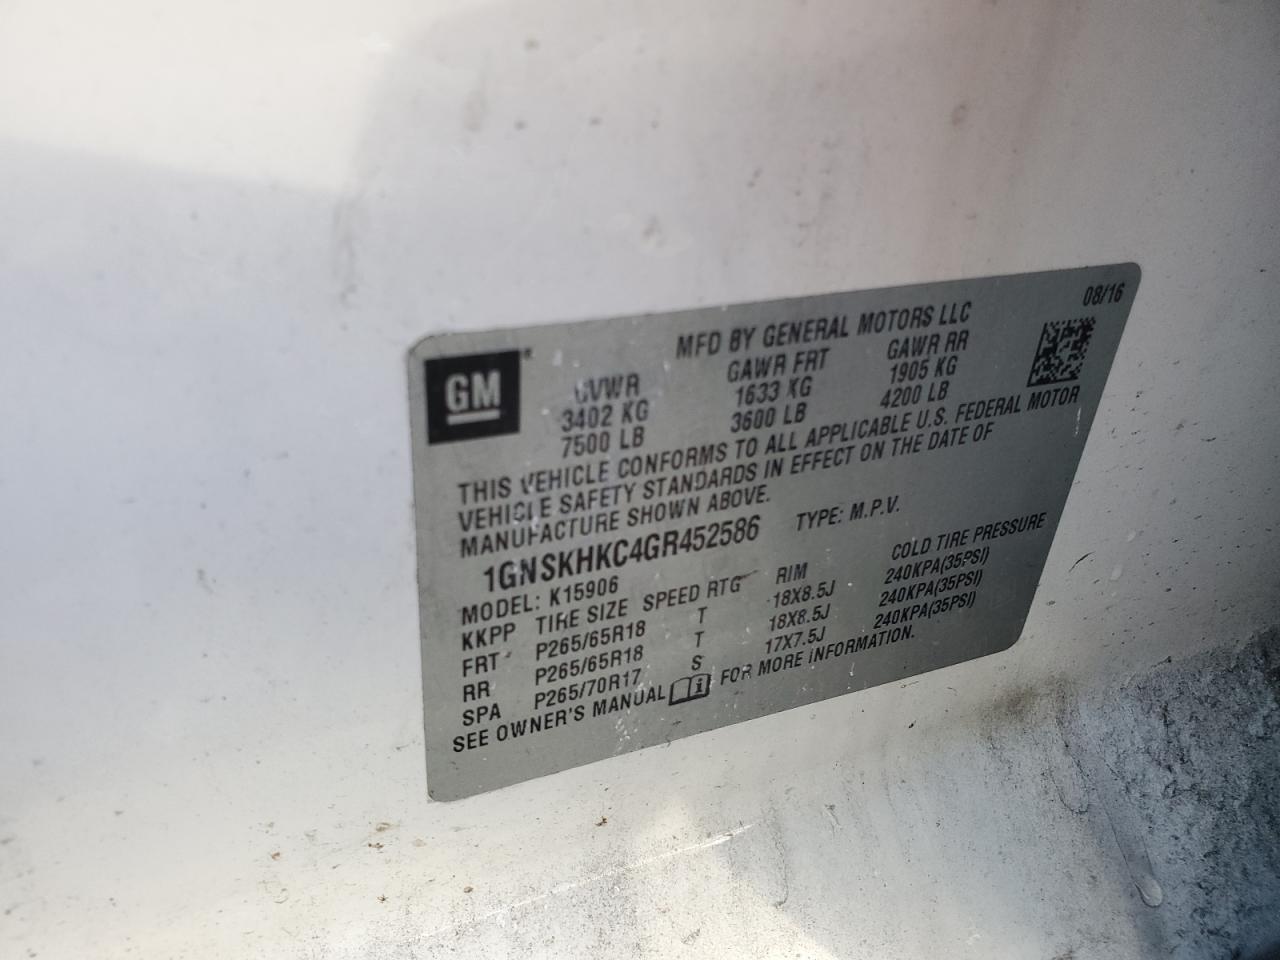 08/16
MFD BY GENERAL MOTORS LLC
GM ®
GVWR GAWR FRT GAWR RR
3402 KG 1633 KG 1905 KG
7500 LB 3600 LB 4200 LB
THIS VEHICLE CONFORMS TO ALL APPLICABLE U.S. FEDERAL MOTOR
VEHICLE SAFETY STANDARDS IN EFFECT ON THE DATE OF
MANUFACTURE SHOWN ABOVE.
1GNSKHKC4GR452586 TYPE: M.P.V.
MODEL: K15906
KKPP TIRE SIZE SPEED RTG RIM COLD TIRE PRESSURE
FRT P265/65R18 T 18X8.5J 240KPA(35PSI)
RR P265/65R18 T 18X8.5J 240KPA(35PSI)
SPA P265/70R17 S 17X7.5J 240KPA(35PSI)
SEE OWNER'S MANUAL FOR MORE INFORMATION.